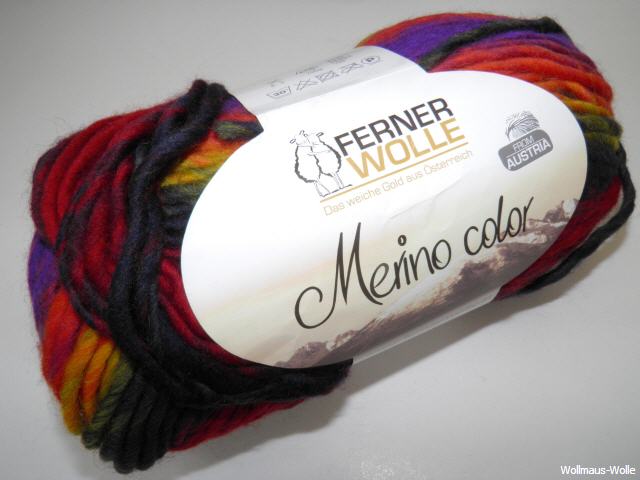 FERNER
WOLLE
Das weiche Gold aus Österreich
FROM
AUSTRIA
Merino color
Wollmaus-Wolle